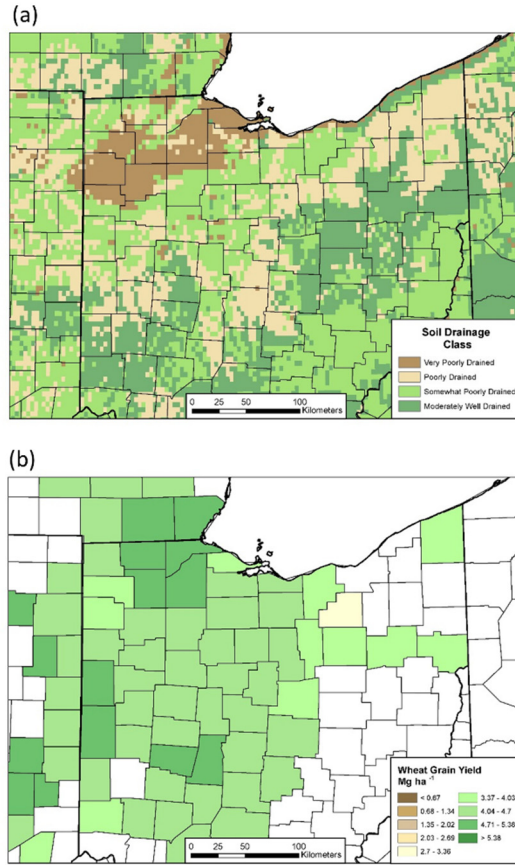 (a)
Soil Drainage
Class
Very Poorly Drained
Poorly Drained
Somewhat Poorly Drained
Moderately Well Drained
0 25 50 100
Kilometers
(b)
Wheat Grain Yield
Mg ha -1
< 0.67
0.68 - 1.34
1.35 - 2.02
2.03 - 2.69
2.7 - 3.36
3.37 - 4.03
4.04 - 4.7
4.71 - 5.38
> 5.38
0 25 50 100
Kilometers